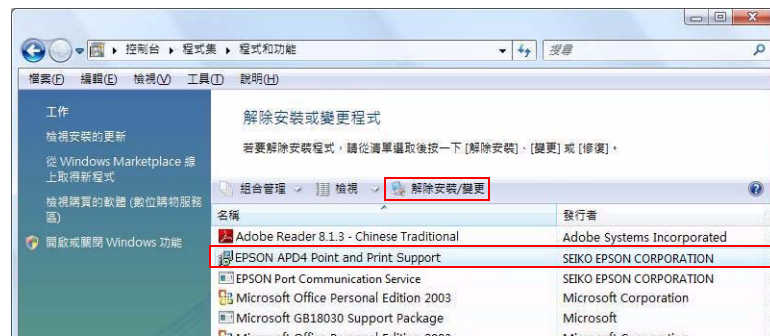 控制台 ▸ 程式集 ▸ 程式和功能
搜尋
檔案(F) 編輯(E) 檢視(V) 工具(T) 說明(H)
工作
檢視安裝的更新
從 Windows Marketplace 線
上取得新程式
檢視購買的軟體 (數位購物服務
區)
開啟或關閉 Windows 功能
解除安裝或變更程式
若要解除安裝程式，請從清單選取後按一下 [解除安裝]、[變更] 或 [修復]。
組合管理 檢視 解除安裝/變更
名稱 發行者
Adobe Reader 8.1.3 - Chinese Traditional Adobe Systems Incorporated
EPSON APD4 Point and Print Support SEIKO EPSON CORPORATION
EPSON Port Communication Service SEIKO EPSON CORPORATION
Microsoft Office Personal Edition 2003 Microsoft Corporation
Microsoft GB18030 Support Package Microsoft